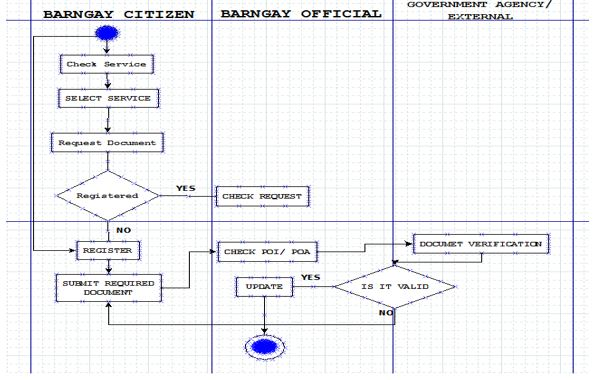 BARNGAY CITIZEN
BARNGAY OFFICIAL
GOVERNMENT AGENCY/
EXTERNAL
Check Service
SELECT SERVICE
Request Document
Registered
YES
CHECK REQUEST
NO
REGISTER
CHECK POI/ POA
DOCUMET VERIFICATION
SUBMIT REQUIRED
DOCUMENT
UPDATE
YES
IS IT VALID
NO